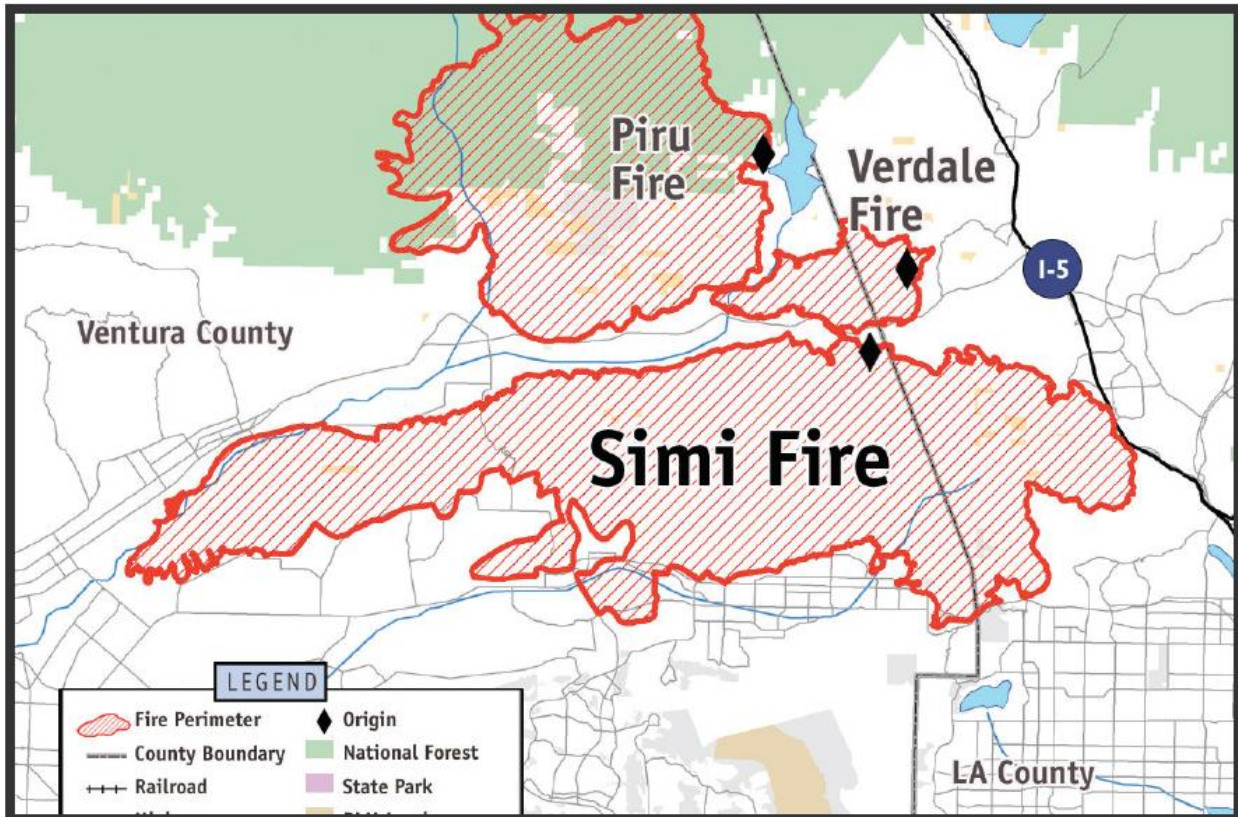 Piru
Fire
Verdale
Fire
I-5
Ventura County
Simi Fire
LEGEND
Fire Perimeter
Origin
County Boundary
National Forest
Railroad
State Park
LA County